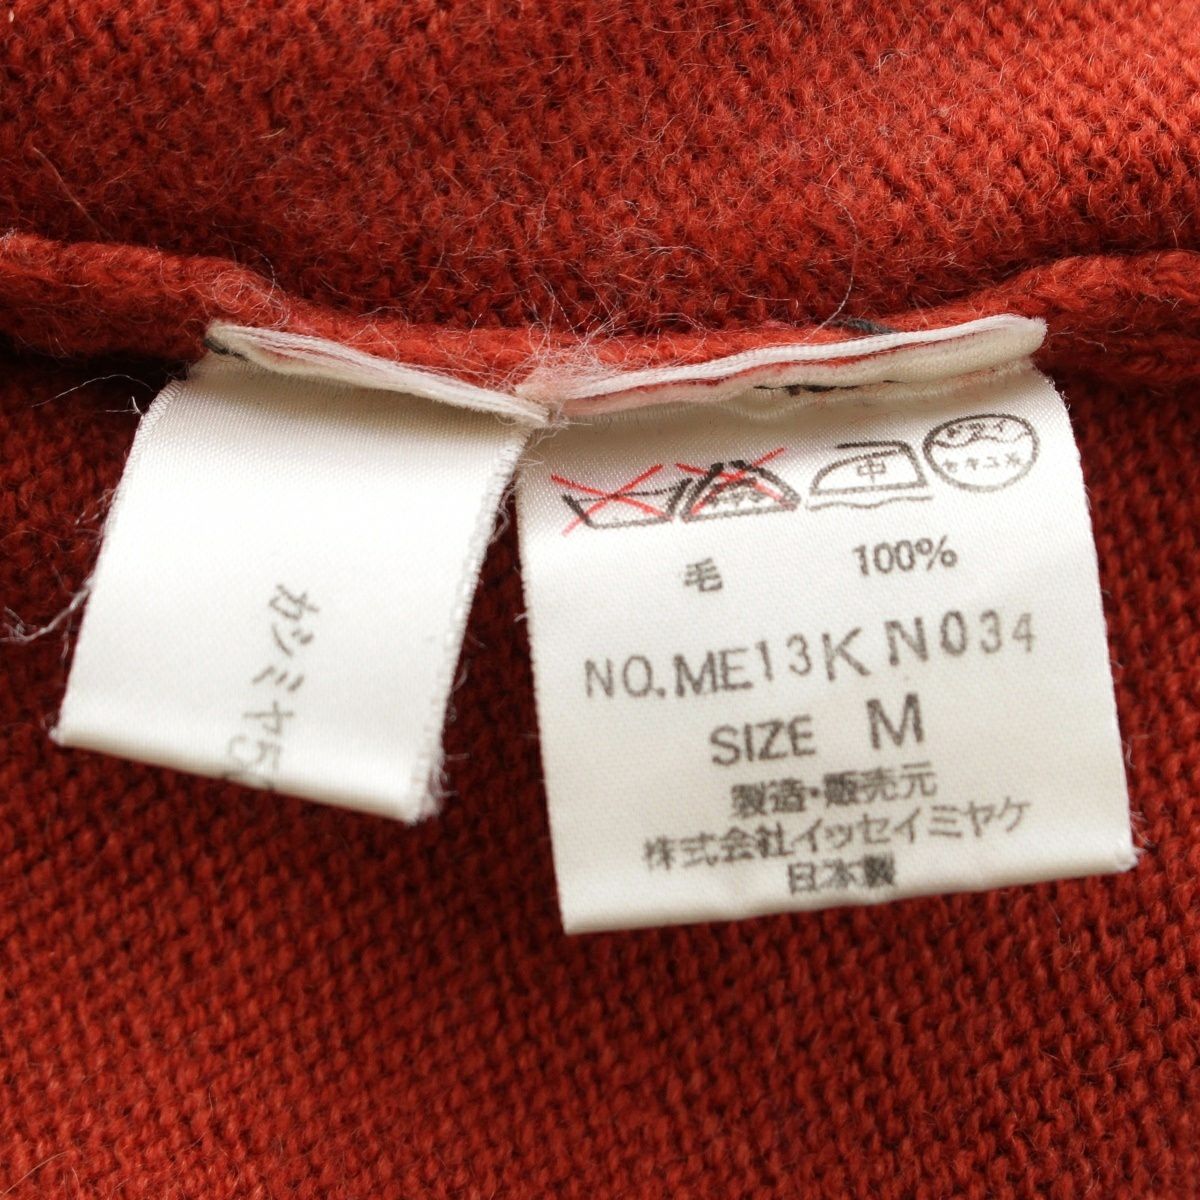 カシミヤ5
ドライ
セキユ系
中
毛 100%
NO.ME13KN034
SIZE M
製造・販売元
株式会社イッセイミヤケ
日本製